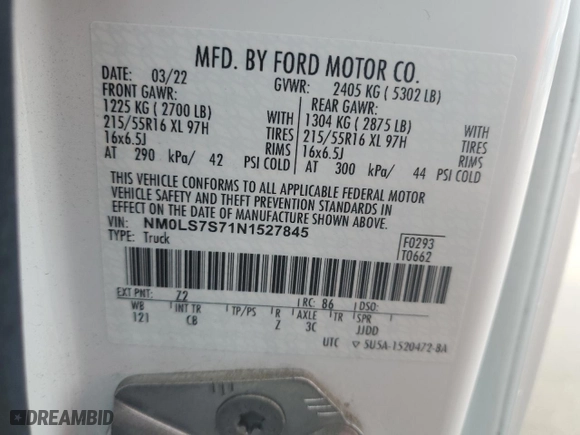 MFD. BY FORD MOTOR CO.
DATE: 03/22 GVWR: 2405 KG ( 5302 LB)
FRONT GAWR: REAR GAWR:
1225 KG ( 2700 LB) WITH 1304 KG ( 2875 LB) WITH
215/55R16 XL 97H TIRES 215/55R16 XL 97H TIRES
16x6.5J RIMS 16x6.5J RIMS
AT 290 kPa/ 42 PSI COLD AT 300 kPa/ 44 PSI COLD
THIS VEHICLE CONFORMS TO ALL APPLICABLE FEDERAL MOTOR
VEHICLE SAFETY AND THEFT PREVENTION STANDARDS IN
EFFECT ON THE DATE OF MANUFACTURE SHOWN ABOVE.
VIN: NM0LS7S71N1527845
TYPE: Truck
F0293
T0662
EXT PNT: Z2 RC: 86 DSO:
WB INT TR TP/PS R AXLE TR SPR
121 CB Z 3C JJDD
UTC ▽ 5U5A-1520472-BA
DREAMBID